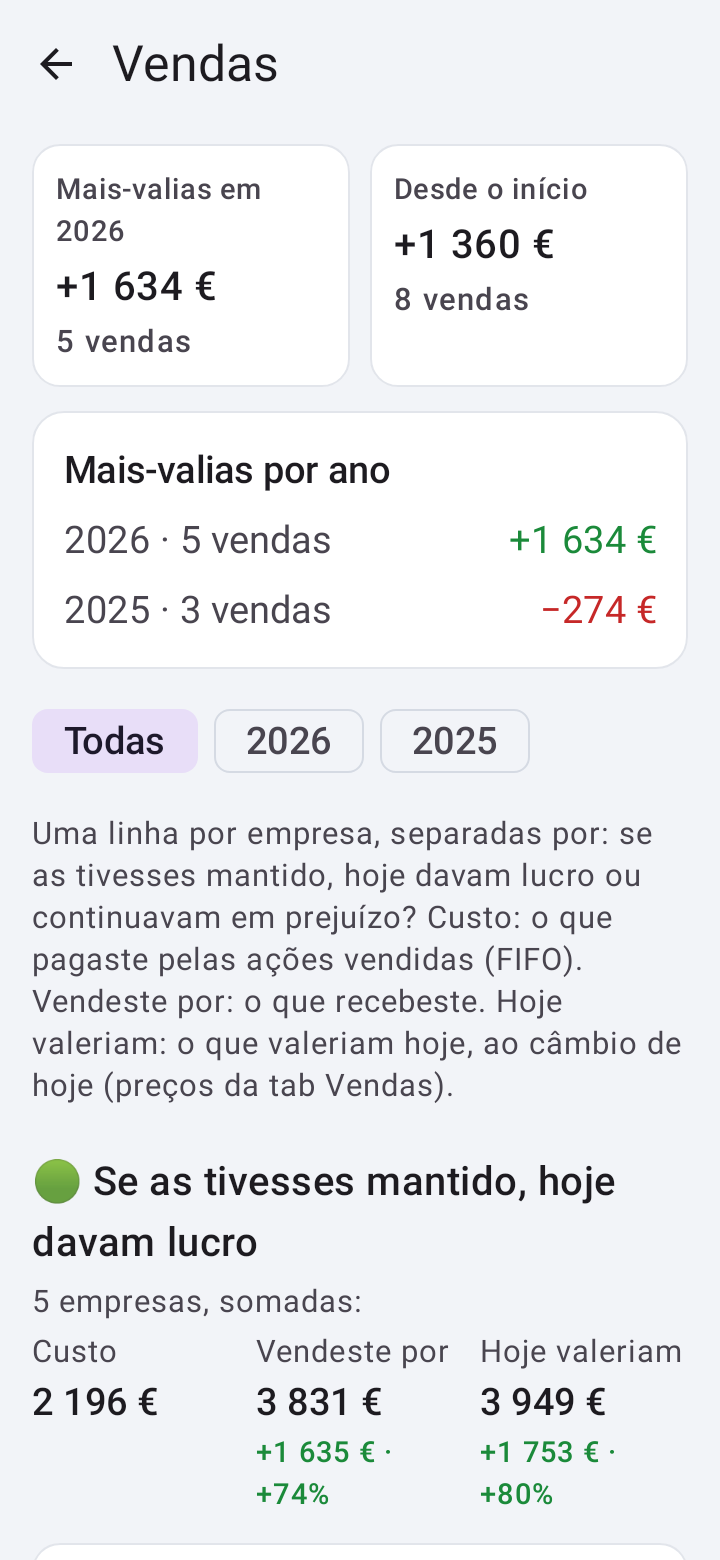 Vendas
Mais-valias em
2026
+1 634 €
5 vendas
Desde o início
+1 360 €
8 vendas
Mais-valias por ano
2026 · 5 vendas +1 634 €
2025 · 3 vendas −274 €
Todas 2026 2025
Uma linha por empresa, separadas por: se
as tivesses mantido, hoje davam lucro ou
continuavam em prejuízo? Custo: o que
pagaste pelas ações vendidas (FIFO).
Vendeste por: o que recebeste. Hoje
valeriam: o que valeriam hoje, ao câmbio de
hoje (preços da tab Vendas).
Se as tivesses mantido, hoje
davam lucro
5 empresas, somadas:
Custo Vendeste por Hoje valeriam
2 196 € 3 831 € 3 949 €
+1 635 € · +1 753 € ·
+74% +80%